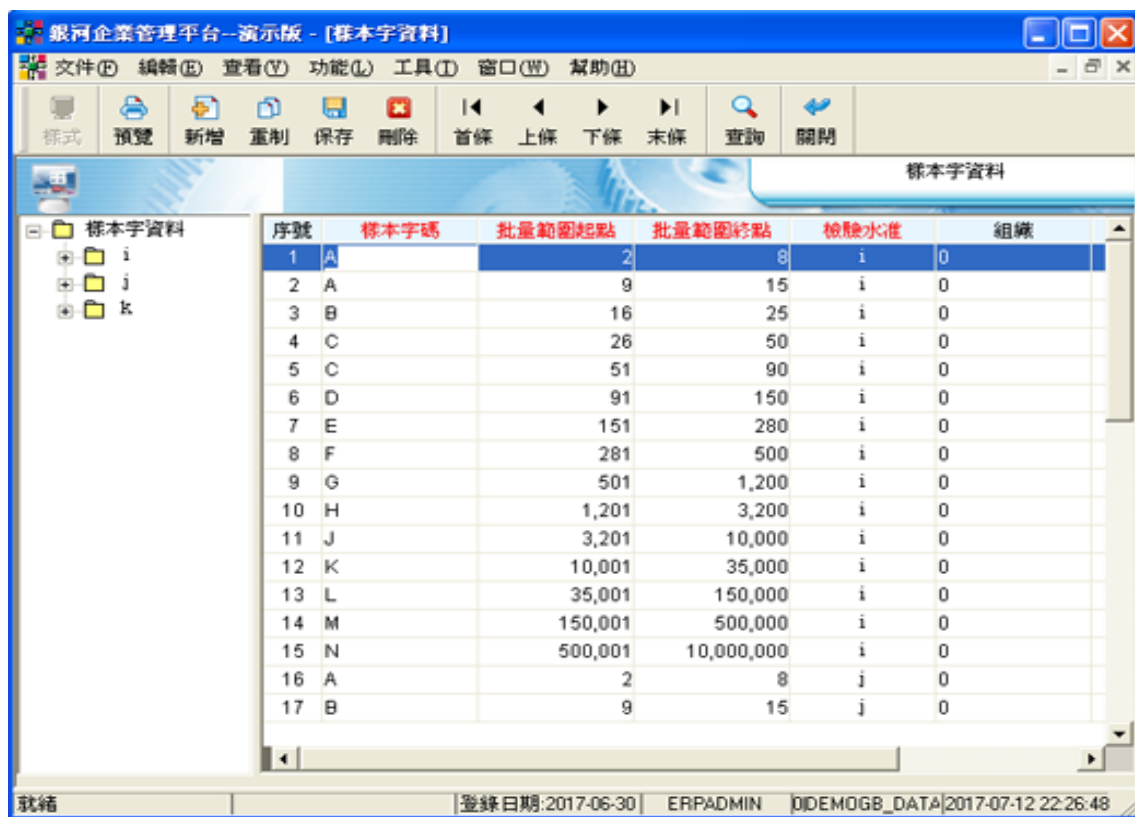 銀河企業管理平台--演示版 - [樣本字資料]
文件(F) 編輯(E) 查看(V) 功能(L) 工具(T) 窗口(W) 幫助(H)
樣式 預覽 新增 重制 保存 刪除 首條 上條 下條 末條 查詢 關閉
樣本字資料
樣本字資料
i
j
k
序號 樣本字碼 批量範圍起點 批量範圍終點 檢驗水准 組織
1 A 2 8 i 0
2 A 9 15 i 0
3 B 16 25 i 0
4 C 26 50 i 0
5 C 51 90 i 0
6 D 91 150 i 0
7 E 151 280 i 0
8 F 281 500 i 0
9 G 501 1,200 i 0
10 H 1,201 3,200 i 0
11 J 3,201 10,000 i 0
12 K 10,001 35,000 i 0
13 L 35,001 150,000 i 0
14 M 150,001 500,000 i 0
15 N 500,001 10,000,000 i 0
16 A 2 8 j 0
17 B 9 15 j 0
就緒 登錄日期:2017-06-30 ERPADMIN 0|DEMOGB_DATA 2017-07-12 22:26:48